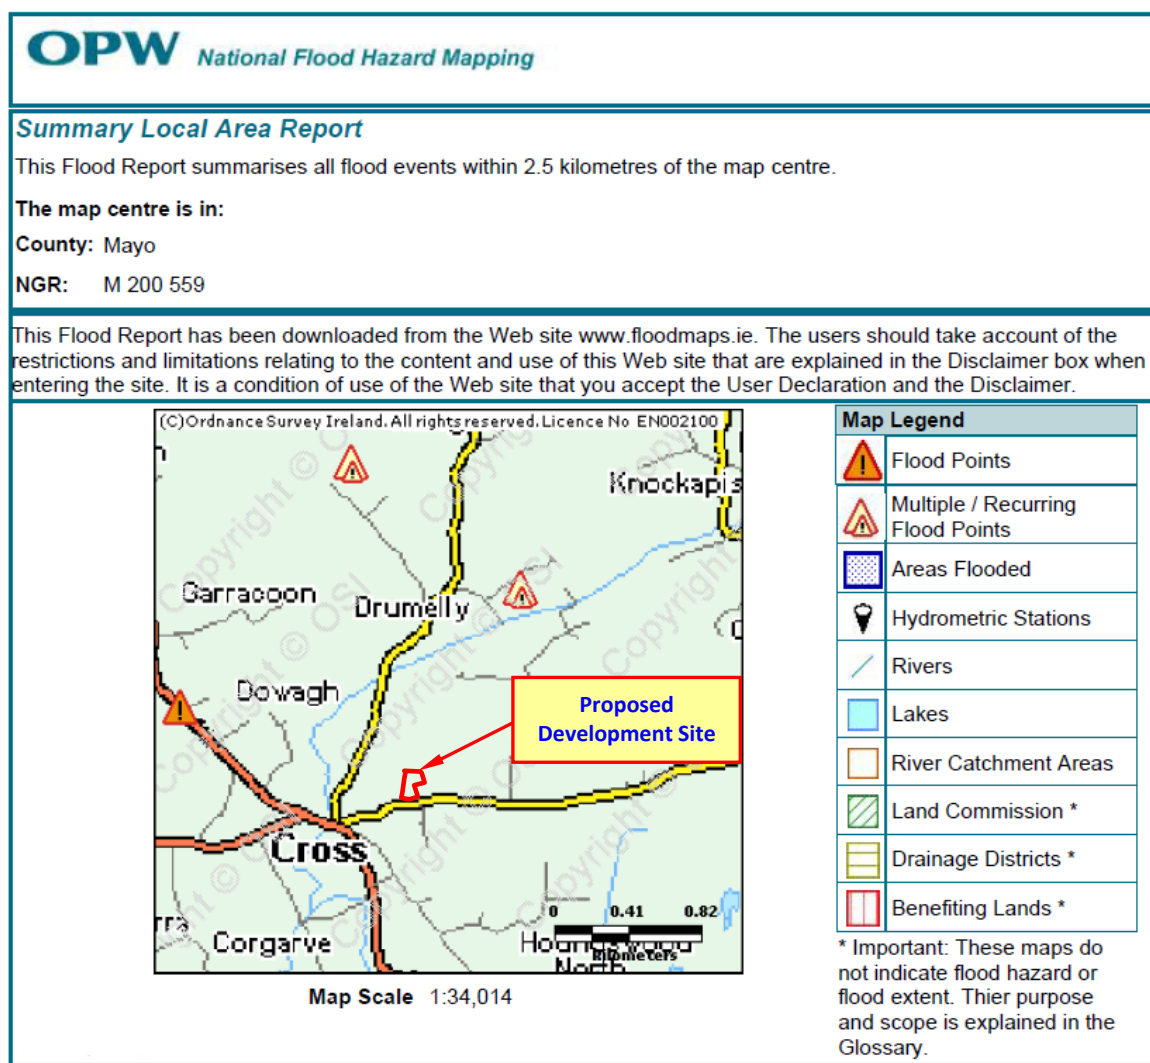 OPW National Flood Hazard Mapping
Summary Local Area Report
This Flood Report summarises all flood events within 2.5 kilometres of the map centre.
The map centre is in:
County: Mayo
NGR: M 200 559
This Flood Report has been downloaded from the Web site www.floodmaps.ie. The users should take account of the
restrictions and limitations relating to the content and use of this Web site that are explained in the Disclaimer box when
entering the site. It is a condition of use of the Web site that you accept the User Declaration and the Disclaimer.
(C)Ordnance Survey Ireland. All rights reserved. Licence No EN002100
Knockapis
Garracoon
Drumelly
Dowagh
Proposed
Development Site
Cross
Corgarve
North
0 0.41 0.82
Kilometers
Copyright © OSI
Map Scale 1:34,014
Map Legend
Flood Points
Multiple / Recurring
Flood Points
Areas Flooded
Hydrometric Stations
Rivers
Lakes
River Catchment Areas
Land Commission *
Drainage Districts *
Benefiting Lands *
* Important: These maps do
not indicate flood hazard or
flood extent. Thier purpose
and scope is explained in the
Glossary.